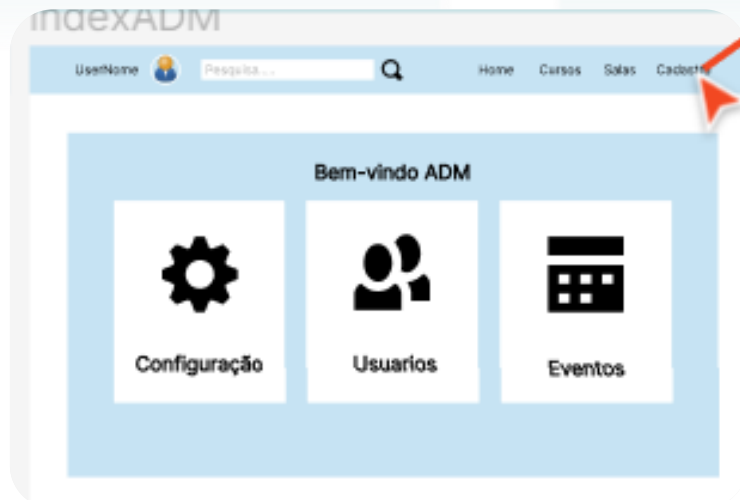 indexADM
UserNome Pesquisa... Home Cursos Salas
Bem-vindo ADM
Configuração Usuarios Eventos